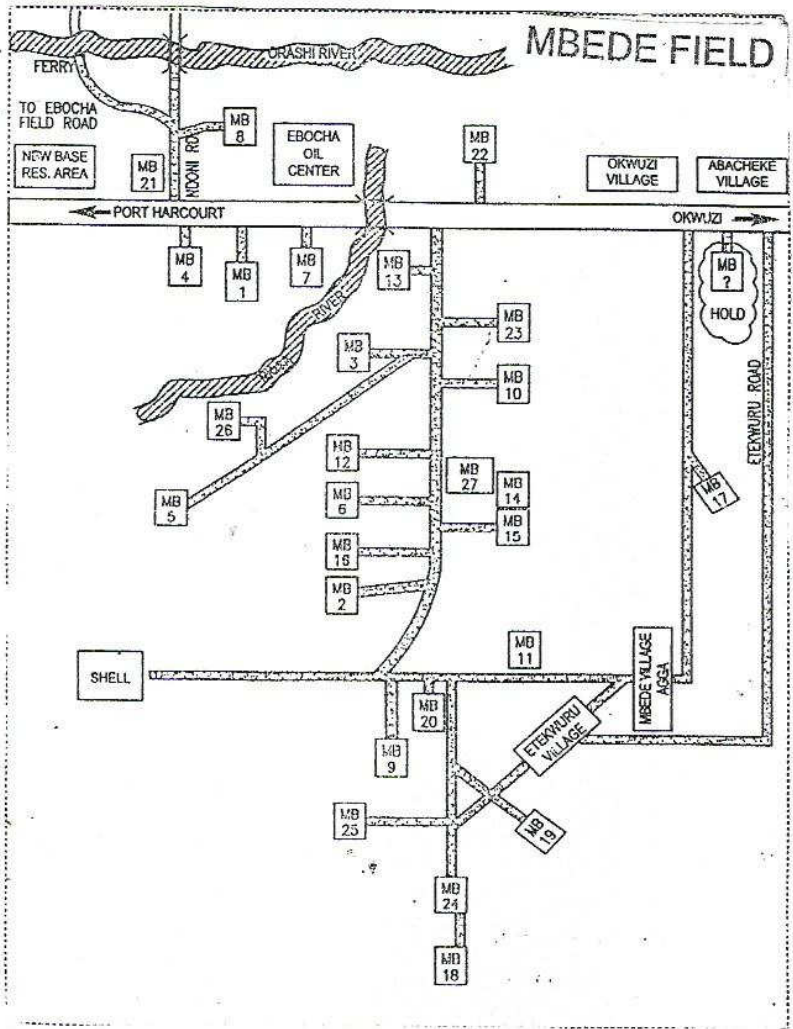 MBEDE FIELD
ORASHI RIVER
FERRY
TO EBOCHA
FIELD ROAD
MB
8
EBOCHA
OIL
CENTER
MB
22
NEW BASE
RES. AREA
MB
21
NDONI RD
OKWUZI
VILLAGE
ABACHEKE
VILLAGE
PORT HARCOURT
OKWUZI
MB
4
MB
1
MB
7
MB
13
MB
?
HOLD
RIVER
MB
23
MB
3
MB
10
ETEKWURU ROAD
MB
26
MB
12
MB
27
MB
14
MB
17
MB
5
MB
6
MB
15
MB
16
MB
2
MB
11
SHELL
MBEDE VILLAGE
AGGA
MB
20
MB
9
ETEKWURU
VILLAGE
MB
25
MB
19
MB
24
MB
18